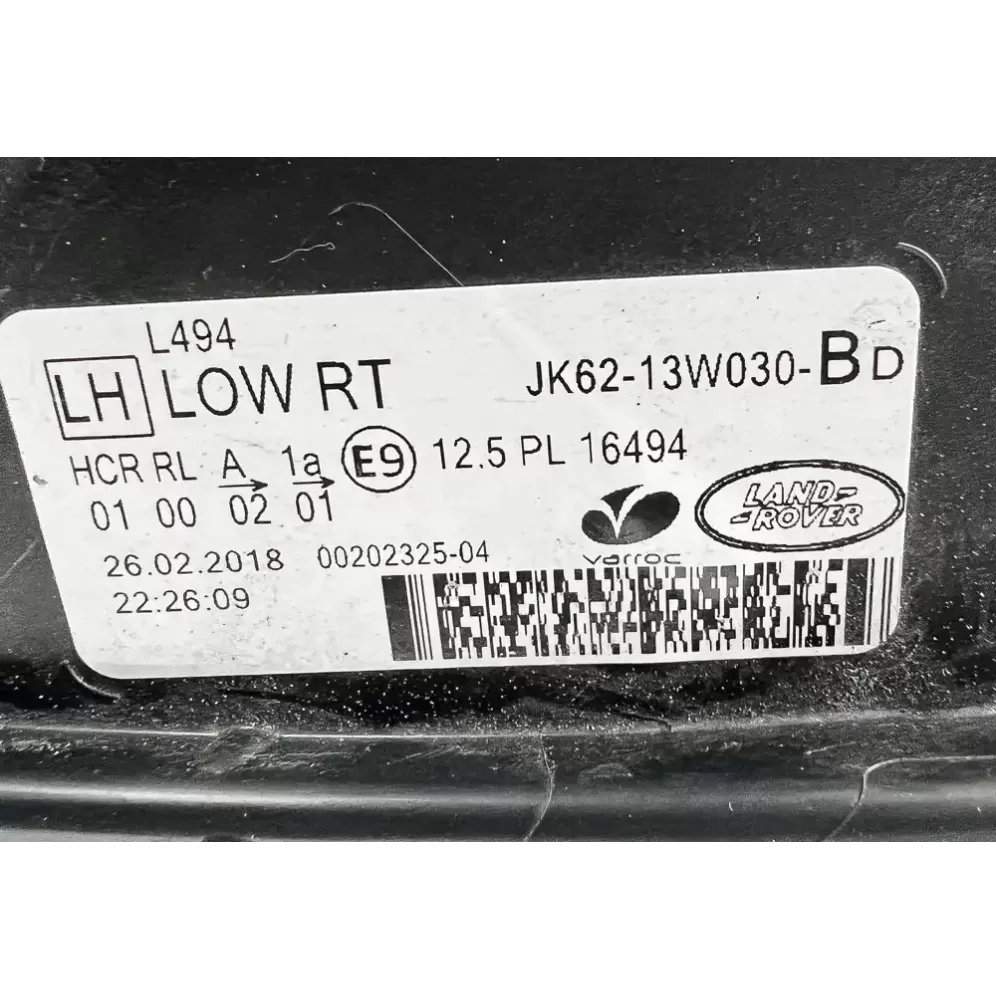 L494
LH LOW RT JK62-13W030-BD
HCR RL A 1a E9 12.5 PL 16494
01 00 02 01
LAND-
-ROVER
varroc
26.02.2018 00202325-04
22:26:09